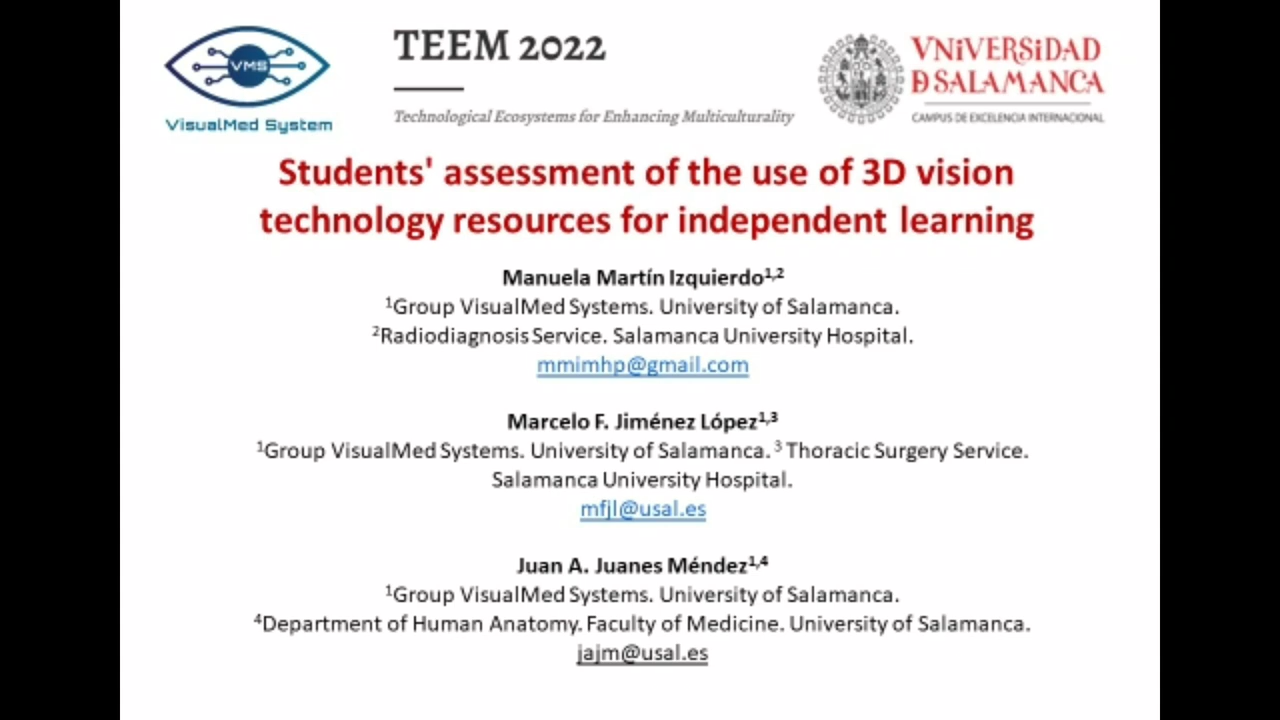 VMS
VisualMed System
TEEM 2022
Technological Ecosystems for Enhancing Multiculturality
VNiVERSiDAD
D SALAMANCA
CAMPUS DE EXCELENCIA INTERNACIONAL
Students' assessment of the use of 3D vision
technology resources for independent learning
Manuela Martín Izquierdo¹,²
¹Group VisualMed Systems. University of Salamanca.
²Radiodiagnosis Service. Salamanca University Hospital.
mmimhp@gmail.com
Marcelo F. Jiménez López¹,³
¹Group VisualMed Systems. University of Salamanca. ³ Thoracic Surgery Service.
Salamanca University Hospital.
mfjl@usal.es
Juan A. Juanes Méndez¹,⁴
¹Group VisualMed Systems. University of Salamanca.
⁴Department of Human Anatomy. Faculty of Medicine. University of Salamanca.
jajm@usal.es